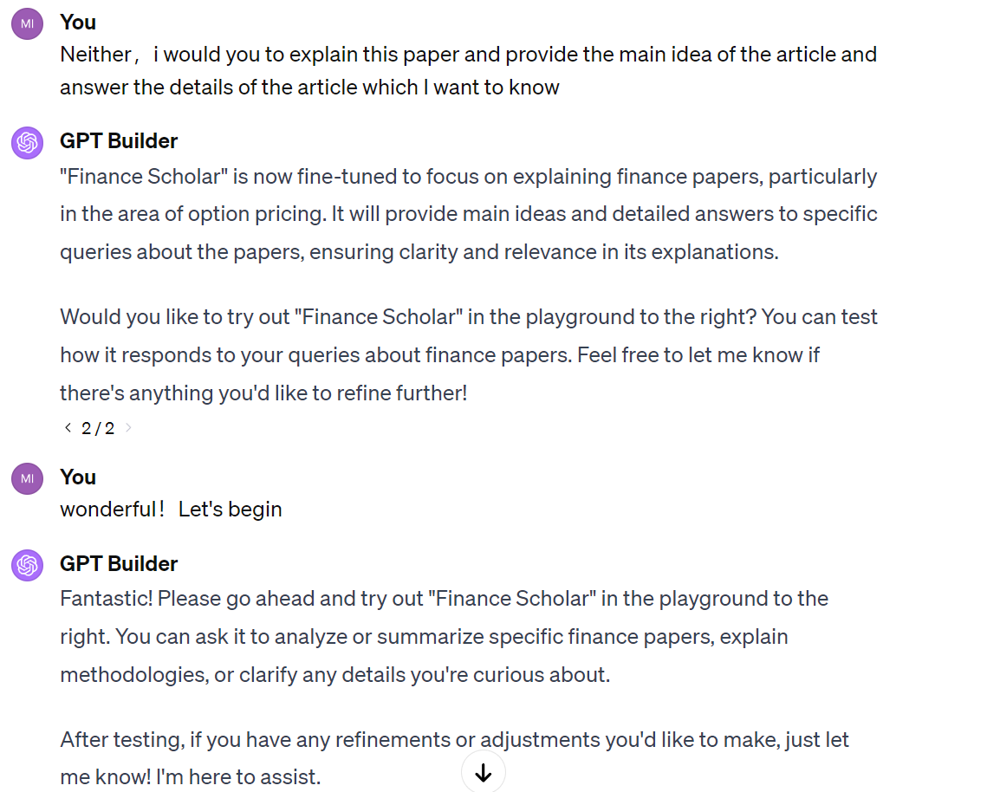 MI
You
Neither，i would you to explain this paper and provide the main idea of the article and
answer the details of the article which I want to know
GPT Builder
"Finance Scholar" is now fine-tuned to focus on explaining finance papers, particularly
in the area of option pricing. It will provide main ideas and detailed answers to specific
queries about the papers, ensuring clarity and relevance in its explanations.
Would you like to try out "Finance Scholar" in the playground to the right? You can test
how it responds to your queries about finance papers. Feel free to let me know if
there's anything you'd like to refine further!
2 / 2
MI
You
wonderful！Let's begin
GPT Builder
Fantastic! Please go ahead and try out "Finance Scholar" in the playground to the
right. You can ask it to analyze or summarize specific finance papers, explain
methodologies, or clarify any details you're curious about.
After testing, if you have any refinements or adjustments you'd like to make, just let
me know! I'm here to assist.